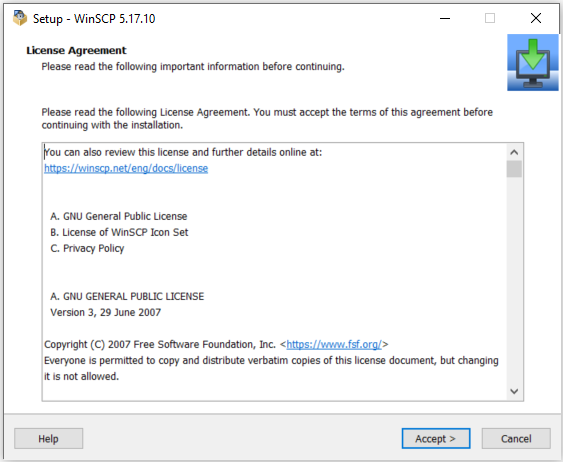 Setup - WinSCP 5.17.10
License Agreement
Please read the following important information before continuing.
Please read the following License Agreement. You must accept the terms of this agreement before
continuing with the installation.
You can also review this license and further details online at:
https://winscp.net/eng/docs/license
A. GNU General Public License
B. License of WinSCP Icon Set
C. Privacy Policy
A. GNU GENERAL PUBLIC LICENSE
Version 3, 29 June 2007
Copyright (C) 2007 Free Software Foundation, Inc. <https://www.fsf.org/>
Everyone is permitted to copy and distribute verbatim copies of this license document, but changing
it is not allowed.
Help
Accept >
Cancel